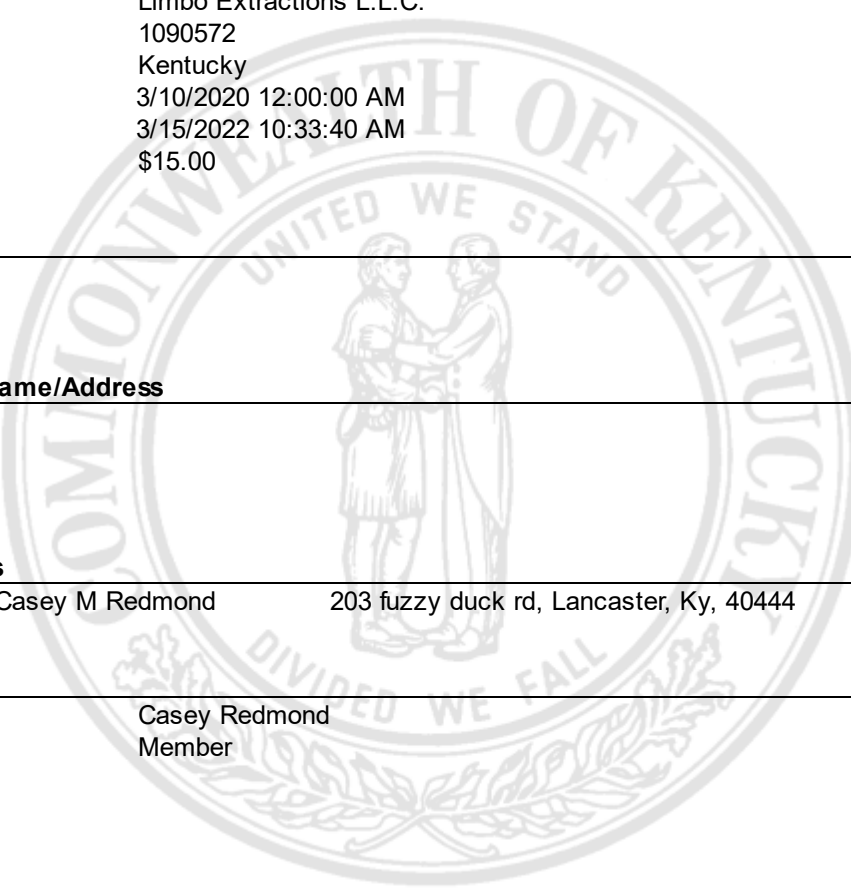 Limbo Extractions L.L.C.
1090572
Kentucky
3/10/2020 12:00:00 AM
3/15/2022 10:33:40 AM
$15.00
COMMONWEALTH OF KENTUCKY
UNITED WE STAND
ame/Address
s
Casey M Redmond 203 fuzzy duck rd, Lancaster, Ky, 40444
DIVIDED WE FALL
Casey Redmond
Member